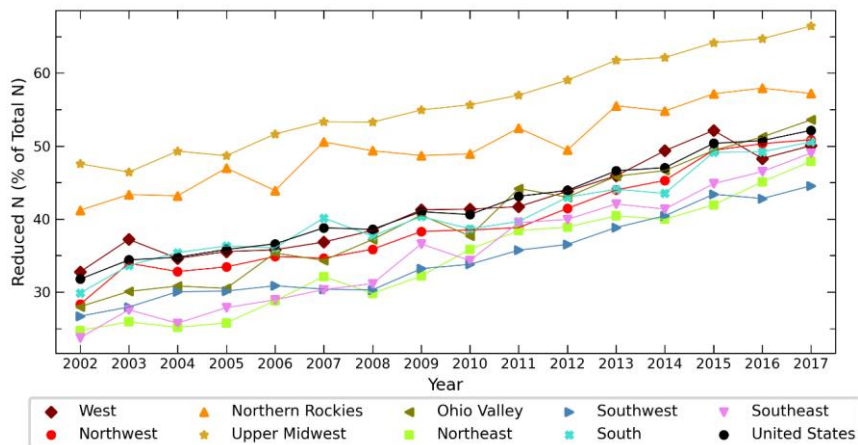 Reduced N (% of Total N)
60
50
40
30
2002 2003 2004 2005 2006 2007 2008 2009 2010 2011 2012 2013 2014 2015 2016 2017
Year
West Northern Rockies Ohio Valley Southwest Southeast
Northwest Upper Midwest Northeast South United States